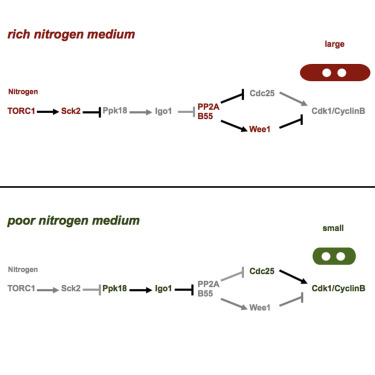 rich nitrogen medium
large
Nitrogen
Cdc25
TORC1 Sck2 Ppk18 Igo1 PP2A B55 Cdk1/CyclinB
Wee1
poor nitrogen medium
small
Nitrogen
Cdc25
TORC1 Sck2 Ppk18 Igo1 PP2A B55 Cdk1/CyclinB
Wee1